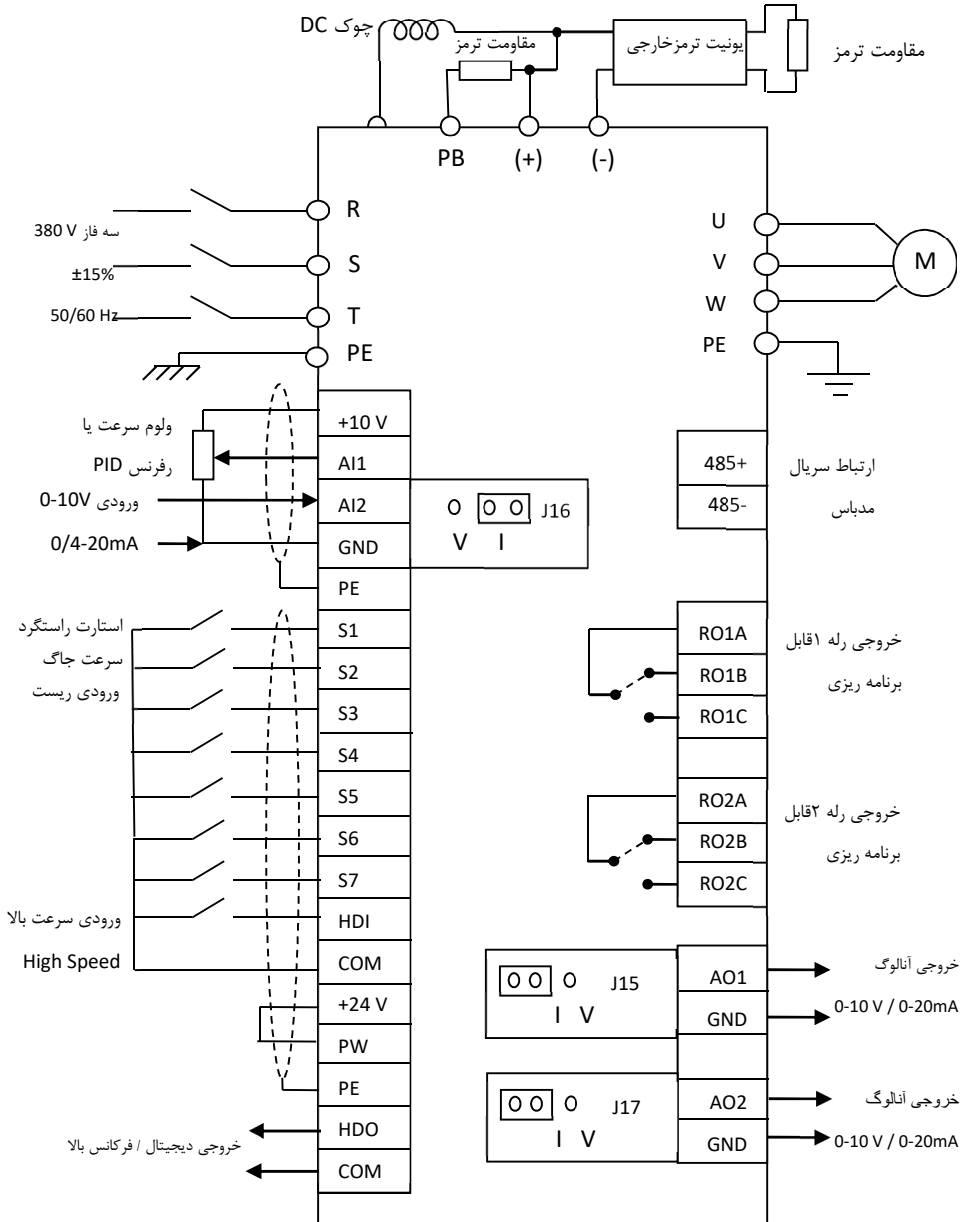 چوک DC
مقاومت ترمز
یونیت ترمزخارجی
مقاومت ترمز
PB
(+)
(-)
R
سه فاز 380 V
S
±15%
T
50/60 Hz
PE
U
V
W
PE
M
ولوم سرعت یا
رفرنس PID
ورودی 0-10V
0/4-20mA
+10 V
AI1
AI2
GND
PE
J16
V I
485+
485-
ارتباط سریال
مدباس
استارت راستگرد
سرعت جاگ
ورودی ریست
S1
S2
S3
S4
S5
S6
S7
HDI
COM
+24 V
PW
PE
HDO
COM
ورودی سرعت بالا
High Speed
خروجی دیجیتال / فرکانس بالا
RO1A
RO1B
RO1C
خروجی رله ۱قابل
برنامه ریزی
RO2A
RO2B
RO2C
خروجی رله ۲قابل
برنامه ریزی
J15
I V
AO1
GND
خروجی آنالوگ
0-10 V / 0-20mA
J17
I V
AO2
GND
خروجی آنالوگ
0-10 V / 0-20mA